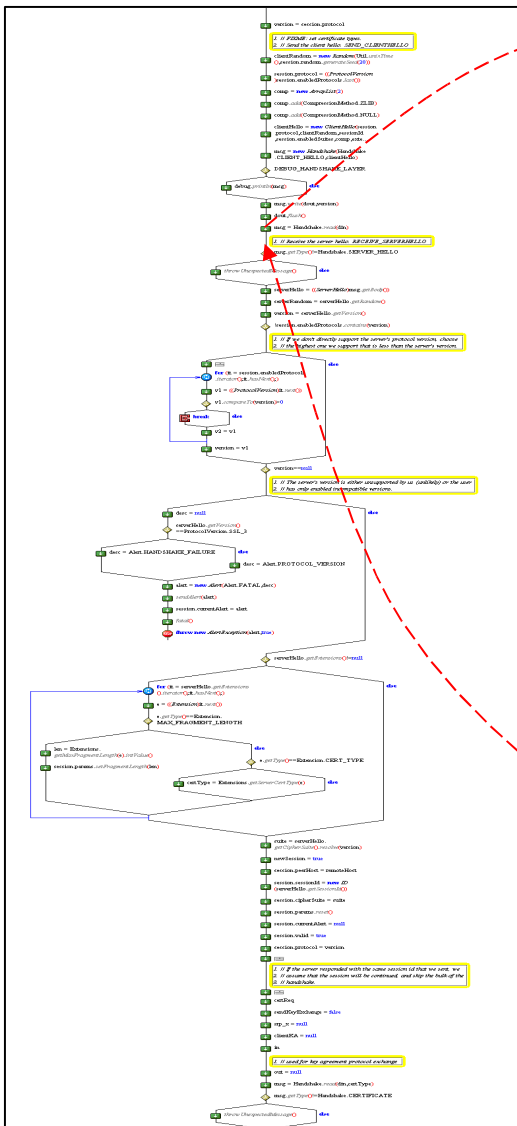 version = session.protocol
1. // FIXME: set certificate types.
2. // Send the client hello. SEND_CLIENTHELLO
clientRandom = new Random(Util.unixTime
(),session.random.generateSeed(28))
session.protocol = ((ProtocolVersion
)session.enabledProtocols.last())
comp = new ArrayList(2)
comp.add(CompressionMethod.ZLIB)
comp.add(CompressionMethod.NULL)
clientHello = new ClientHello(session
.protocol,clientRandom,sessionId
,session.enabledSuites,comp,exts
msg = new Handshake(Handshake
.CLIENT_HELLO,clientHello)
DEBUG_HANDSHAKE_LAYER
debug.println(msg) else
msg.write(dout,version)
dout.flush()
msg = Handshake.read(din)
1. // Receive the server hello. RECEIVE_SERVERHELLO
msg.getType()!=Handshake.SERVER_HELLO
throwUnexpectedMessage() else
serverHello = ((ServerHello)msg.getBody())
serverRandom = serverHello.getRandom()
version = serverHello.getVersion()
!session.enabledProtocols.contains(version)
1. // If we don't directly support the server's protocol version, choose
2. // the highest one we support that is less than the server's version.
else
for (it = session.enabledProtocol
.iterator();it.hasNext();)
v1 = ((ProtocolVersion)it.next())
v1.compareTo(version)>0
break else
v2 = v1
version = v1
version==null
1. // The server's version is either unsupported by us (unlikely) or the user
2. // has only enabled incompatible versions.
else
desc = null
serverHello.getVersion()
==ProtocolVersion.SSL_3
desc = Alert.HANDSHAKE_FAILURE else
desc = Alert.PROTOCOL_VERSION
alert = new Alert(Alert.FATAL,desc)
sendAlert(alert)
session.currentAlert = alert
fatal()
throw new AlertException(alert,true)
serverHello.getExtensions()!=null
else
for (it = serverHello.getExtensions
().iterator();it.hasNext();)
e = ((Extension)it.next())
e.getType()==Extension.
MAX_FRAGMENT_LENGTH
len = Extensions.
getMaxFragmentLength(e).intValue()
session.params.setFragmentLength(len)
else
e.getType()==Extension.CERT_TYPE
certType = Extensions.getServerCertType(e) else
suite = serverHello.
getCipherSuite().resolve(version)
newSession = true
session.peerHost = remoteHost
session.sessionId = new ID
(serverHello.getSessionId())
session.cipherSuite = suite
session.params.reset()
session.currentAlert = null
session.valid = true
session.protocol = version
1. // If the server responded with the same session id that we sent, we
2. // assume that the session will be continued, and skip the bulk of the
3. // handshake.
certReq
sendKeyExchange = false
srp_x = null
clientKA = null
in
1. // used for key agreement protocol exchange
out = null
msg = Handshake.read(din,certType)
msg.getType()!=Handshake.CERTIFICATE
throwUnexpectedMessage() else